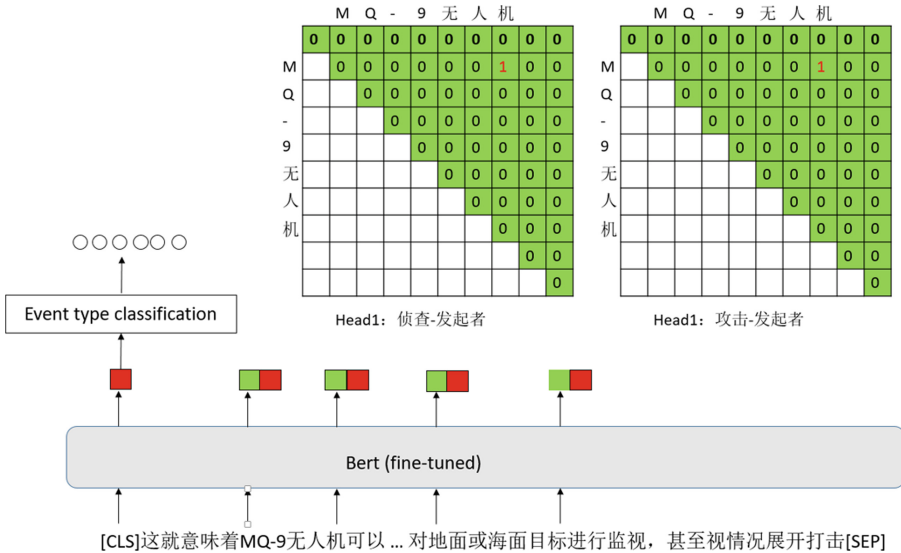 M Q - 9 无 人 机
0 0 0 0 0 0 0 0 0 0
M 0 0 0 0 0 0 1 0 0
Q 0 0 0 0 0 0 0 0
- 0 0 0 0 0 0 0
9 0 0 0 0 0 0
无 0 0 0 0 0
人 0 0 0 0
机 0 0 0
0 0
0
Head1：侦查-发起者
M Q - 9 无 人 机
0 0 0 0 0 0 0 0 0 0
M 0 0 0 0 0 0 1 0 0
Q 0 0 0 0 0 0 0 0
- 0 0 0 0 0 0 0
9 0 0 0 0 0 0
无 0 0 0 0 0
人 0 0 0 0
机 0 0 0
0 0
0
Head1：攻击-发起者
Event type classification
Bert (fine-tuned)
[CLS]这就意味着MQ-9无人机可以 ... 对地面或海面目标进行监视，甚至视情况展开打击[SEP]